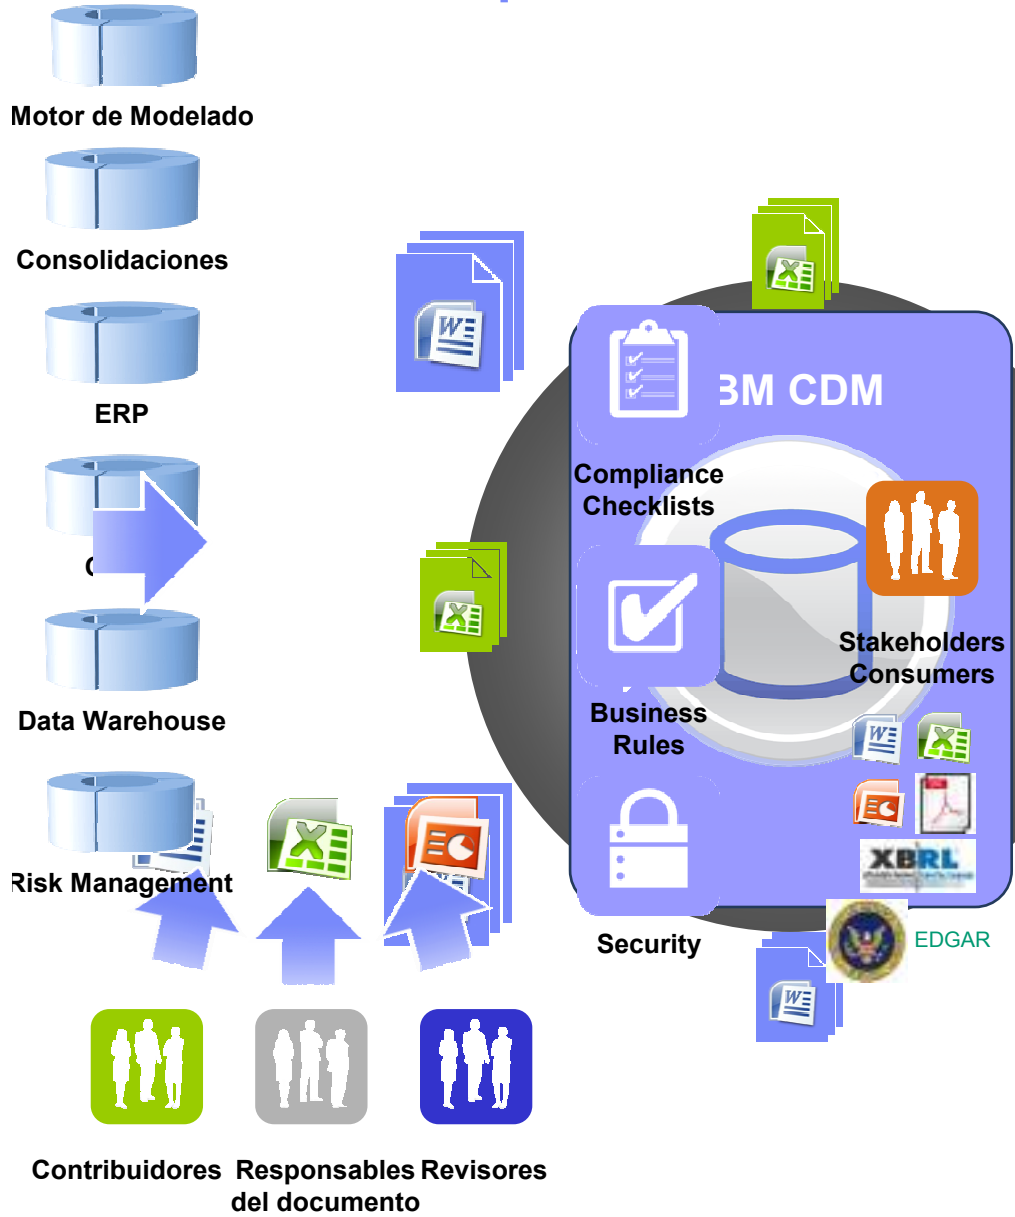 Motor de Modelado
Consolidaciones
ERP
Data Warehouse
Risk Management
BM CDM
Compliance
Checklists
Business
Rules
Security
Stakeholders
Consumers
XBRL
EDGAR
Contribuidores
Responsables
del documento
Revisores